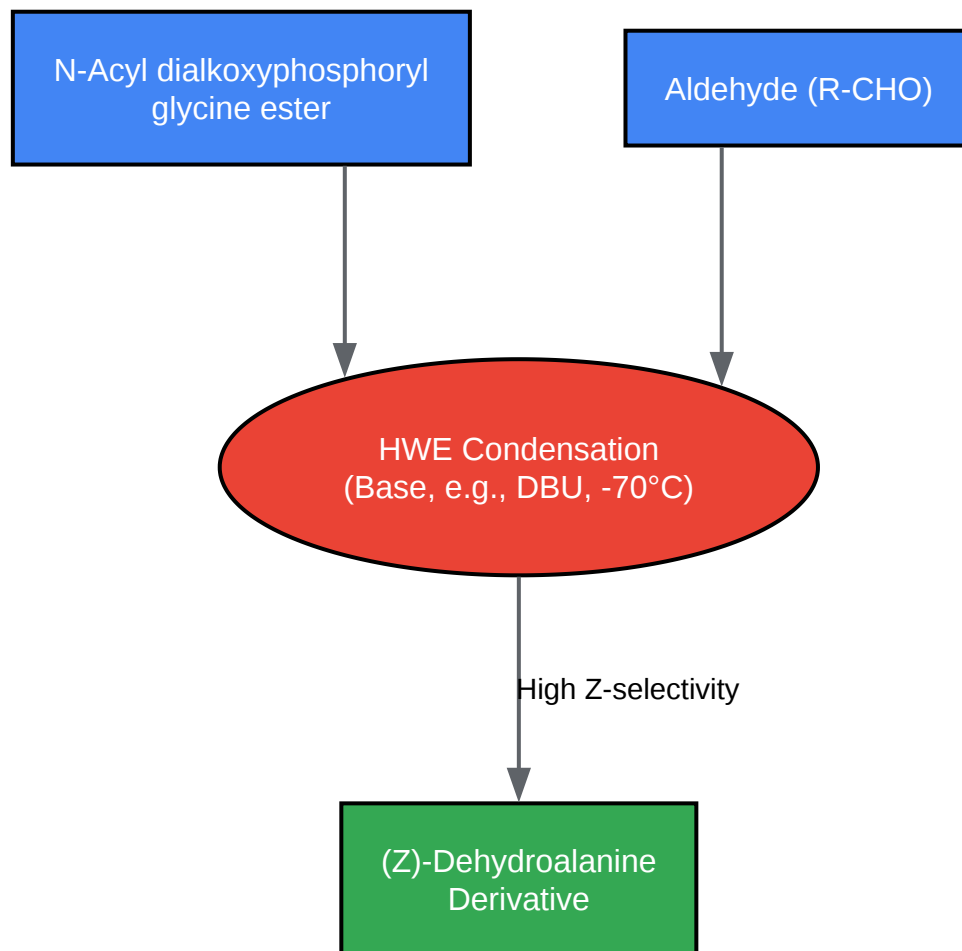 N-Acyl dialkoxyphosphoryl
glycine ester
Aldehyde (R-CHO)
HWE Condensation
(Base, e.g., DBU, -70°C)
High Z-selectivity
(Z)-Dehydroalanine
Derivative